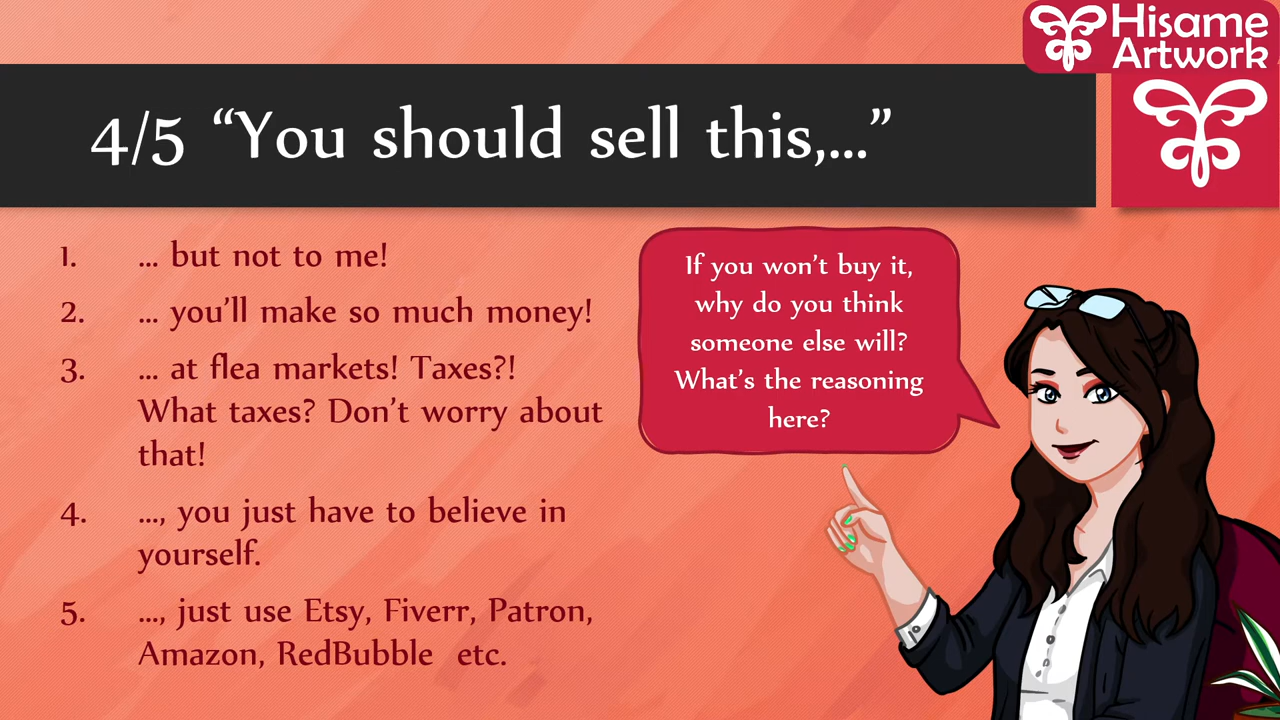 Hisame
Artwork
4/5 “You should sell this,...”
1. ... but not to me!
2. ... you’ll make so much money!
3. ... at flea markets! Taxes?!
What taxes? Don’t worry about
that!
4. ..., you just have to believe in
yourself.
5. ..., just use Etsy, Fiverr, Patron,
Amazon, RedBubble etc.
If you won’t buy it,
why do you think
someone else will?
What’s the reasoning
here?